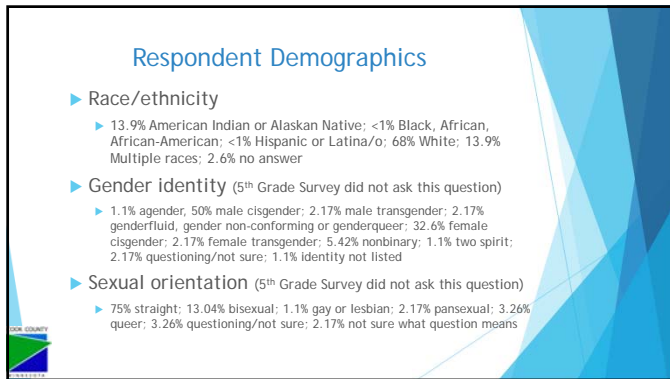 Respondent Demographics
Race/ethnicity
13.9% American Indian or Alaskan Native; <1% Black, African,
African-American; <1% Hispanic or Latina/o; 68% White; 13.9%
Multiple races; 2.6% no answer
Gender identity (5th Grade Survey did not ask this question)
1.1% agender, 50% male cisgender; 2.17% male transgender; 2.17%
genderfluid, gender non-conforming or genderqueer; 32.6% female
cisgender; 2.17% female transgender; 5.42% nonbinary; 1.1% two spirit;
2.17% questioning/not sure; 1.1% identity not listed
Sexual orientation (5th Grade Survey did not ask this question)
75% straight; 13.04% bisexual; 1.1% gay or lesbian; 2.17% pansexual; 3.26%
queer; 3.26% questioning/not sure; 2.17% not sure what question means
COUNTY